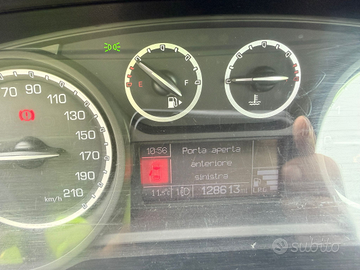 70 90 110 130 150 170 190 210
km/h
E
F
10:56
Porta aperta
anteriore
sinistra
128613
subito